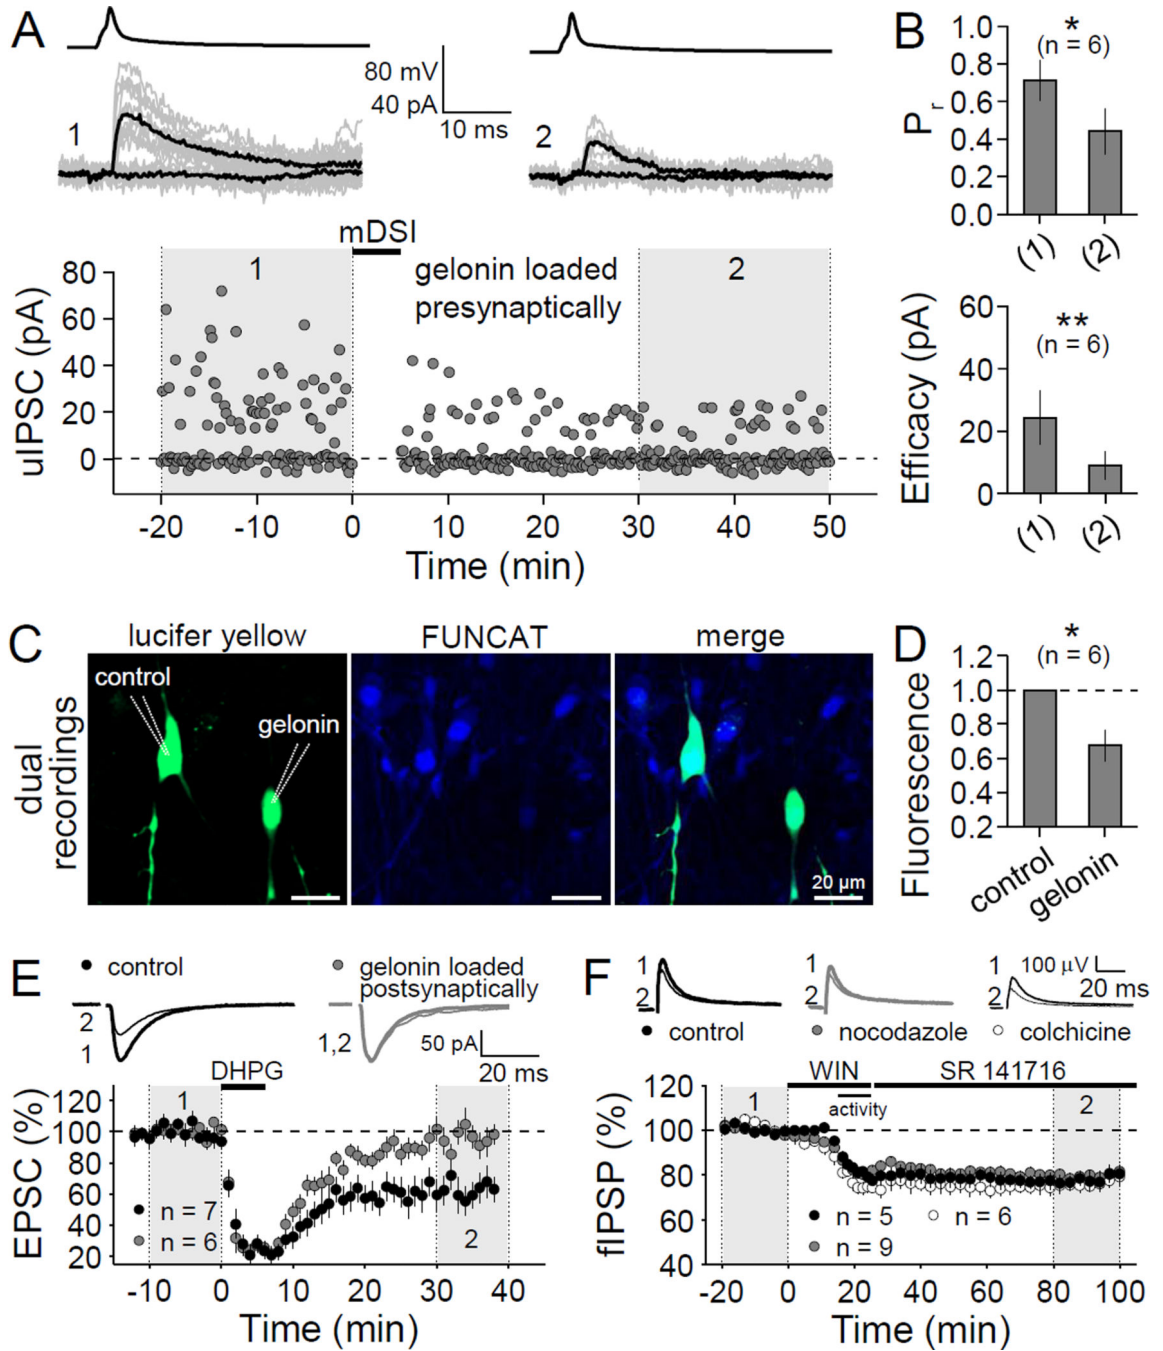 A
80 mV
40 pA
10 ms
1
2
mDSI
1
gelonin loaded
presynaptically
2
80
60
40
20
0
uIPSC (pA)
-20
-10
0
10
20
30
40
50
Time (min)
B
1.0
0.8
0.6
0.4
0.2
0.0
Pr
*
(n = 6)
(1)
(2)
60
40
20
0
Efficacy (pA)
**
(n = 6)
(1)
(2)
C
lucifer yellow
FUNCAT
merge
dual
recordings
control
gelonin
20 µm
D
1.2
1.0
0.8
0.6
0.4
0.2
Fluorescence
*
(n = 6)
control
gelonin
E
control
gelonin loaded
postsynaptically
2
1
1,2
50 pA
20 ms
DHPG
1
2
120
100
80
60
40
20
EPSC (%)
n = 7
n = 6
-10
0
10
20
30
40
Time (min)
F
1
2
1
2
1
2
100 µV
20 ms
control
nocodazole
colchicine
WIN
SR 141716
activity
1
2
120
100
80
60
40
fIPSP (%)
n = 5
n = 6
n = 9
-20
0
20
40
60
80
100
Time (min)